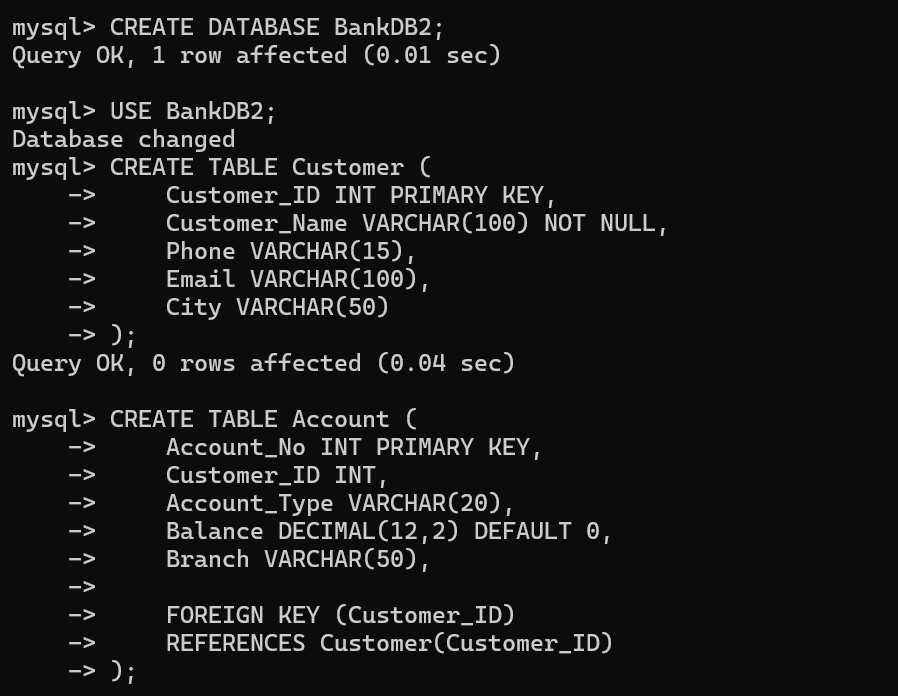 mysql> CREATE DATABASE BankDB2;
Query OK, 1 row affected (0.01 sec)

mysql> USE BankDB2;
Database changed
mysql> CREATE TABLE Customer (
    ->     Customer_ID INT PRIMARY KEY,
    ->     Customer_Name VARCHAR(100) NOT NULL,
    ->     Phone VARCHAR(15),
    ->     Email VARCHAR(100),
    ->     City VARCHAR(50)
    -> );
Query OK, 0 rows affected (0.04 sec)

mysql> CREATE TABLE Account (
    ->     Account_No INT PRIMARY KEY,
    ->     Customer_ID INT,
    ->     Account_Type VARCHAR(20),
    ->     Balance DECIMAL(12,2) DEFAULT 0,
    ->     Branch VARCHAR(50),
    ->
    ->     FOREIGN KEY (Customer_ID)
    ->     REFERENCES Customer(Customer_ID)
    -> );